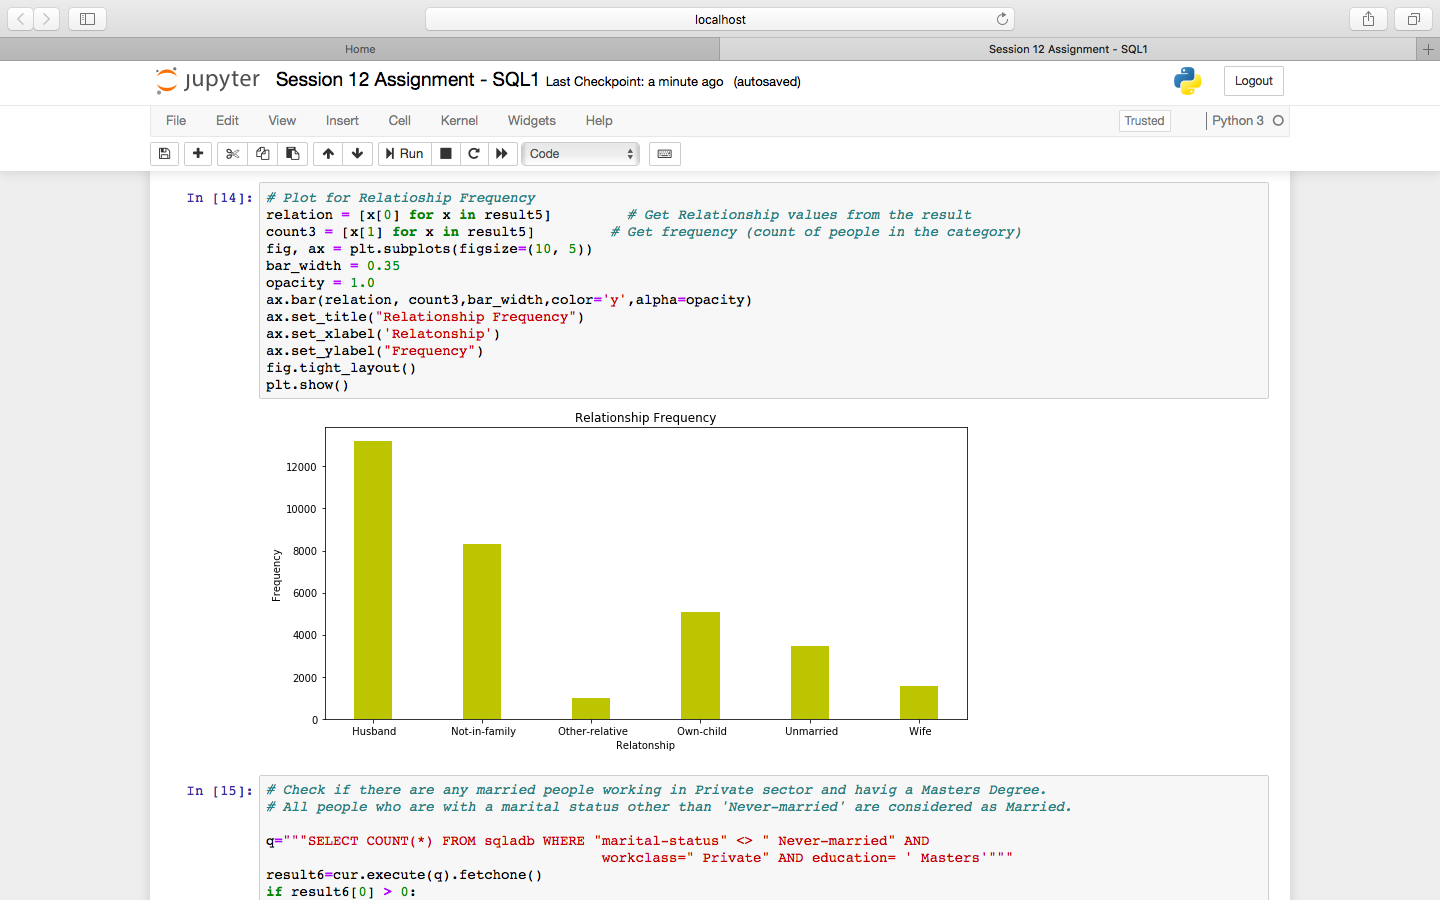 localhost
Home
Session 12 Assignment - SQL1
jupyter Session 12 Assignment - SQL1 Last Checkpoint: a minute ago (autosaved)
Logout
File Edit View Insert Cell Kernel Widgets Help
Trusted
Python 3
Run
Code
In [14]:
# Plot for Relatioship Frequency
relation = [x[0] for x in result5]         # Get Relationship values from the result
count3 = [x[1] for x in result5]         # Get frequency (count of people in the category)
fig, ax = plt.subplots(figsize=(10, 5))
bar_width = 0.35
opacity = 1.0
ax.bar(relation, count3,bar_width,color='y',alpha=opacity)
ax.set_title("Relationship Frequency")
ax.set_xlabel('Relatonship')
ax.set_ylabel("Frequency")
fig.tight_layout()
plt.show()
Relationship Frequency
12000
10000
8000
6000
4000
2000
0
Frequency
Husband Not-in-family Other-relative Own-child Unmarried Wife
Relatonship
In [15]:
# Check if there are any married people working in Private sector and havig a Masters Degree.
# All people who are with a marital status other than 'Never-married' are considered as Married.
q="""SELECT COUNT(*) FROM sqladb WHERE "marital-status" <> " Never-married" AND
workclass=" Private" AND education= ' Masters'"""
result6=cur.execute(q).fetchone()
if result6[0] > 0: